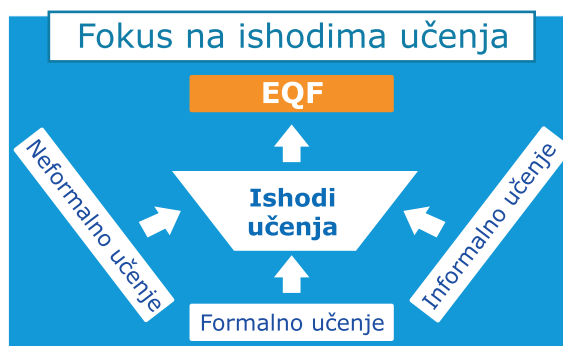 Fokus na ishodima učenja
EQF
Neformalno učenje
Ishodi
učenja
Informalno učenje
Formalno učenje